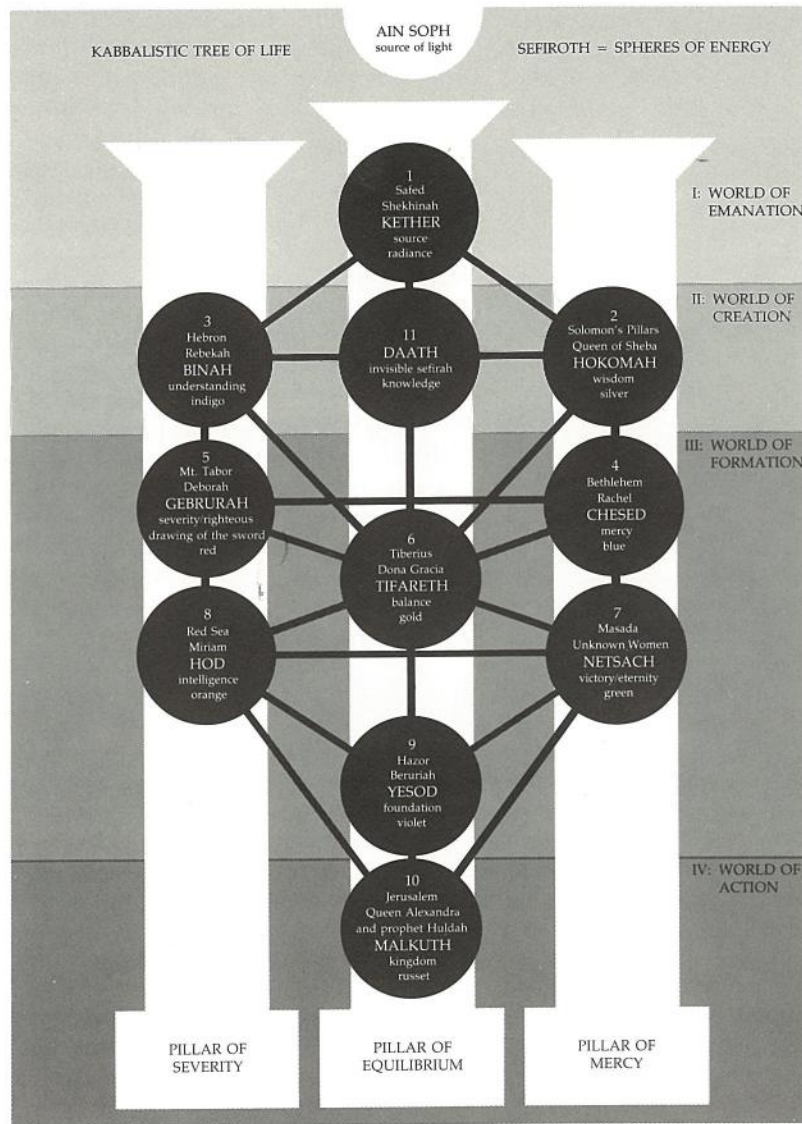 AIN SOPH
source of light
KABBALISTIC TREE OF LIFE
SEFIROTH = SPHERES OF ENERGY
1
Safed
Shekhinah
KETHER
source
radiance
I: WORLD OF
EMANATION
II: WORLD OF
CREATION
3
Hebron
Rebekah
BINAH
understanding
indigo
11
DAATH
invisible sefirah
knowledge
2
Solomon's Pillars
Queen of Sheba
HOKOMAH
wisdom
silver
III: WORLD OF
FORMATION
5
Mt. Tabor
Deborah
GEBRURAH
severity/righteous
drawing of the sword
red
4
Bethlehem
Rachel
CHESED
mercy
blue
6
Tiberius
Dona Gracia
TIFARETH
balance
gold
8
Red Sea
Miriam
HOD
intelligence
orange
7
Masada
Unknown Women
NETSACH
victory/eternity
green
9
Hazor
Beruriah
YESOD
foundation
violet
IV: WORLD OF
ACTION
10
Jerusalem
Queen Alexandra
and prophet Huldah
MALKUTH
kingdom
russet
PILLAR OF
SEVERITY
PILLAR OF
EQUILIBRIUM
PILLAR OF
MERCY